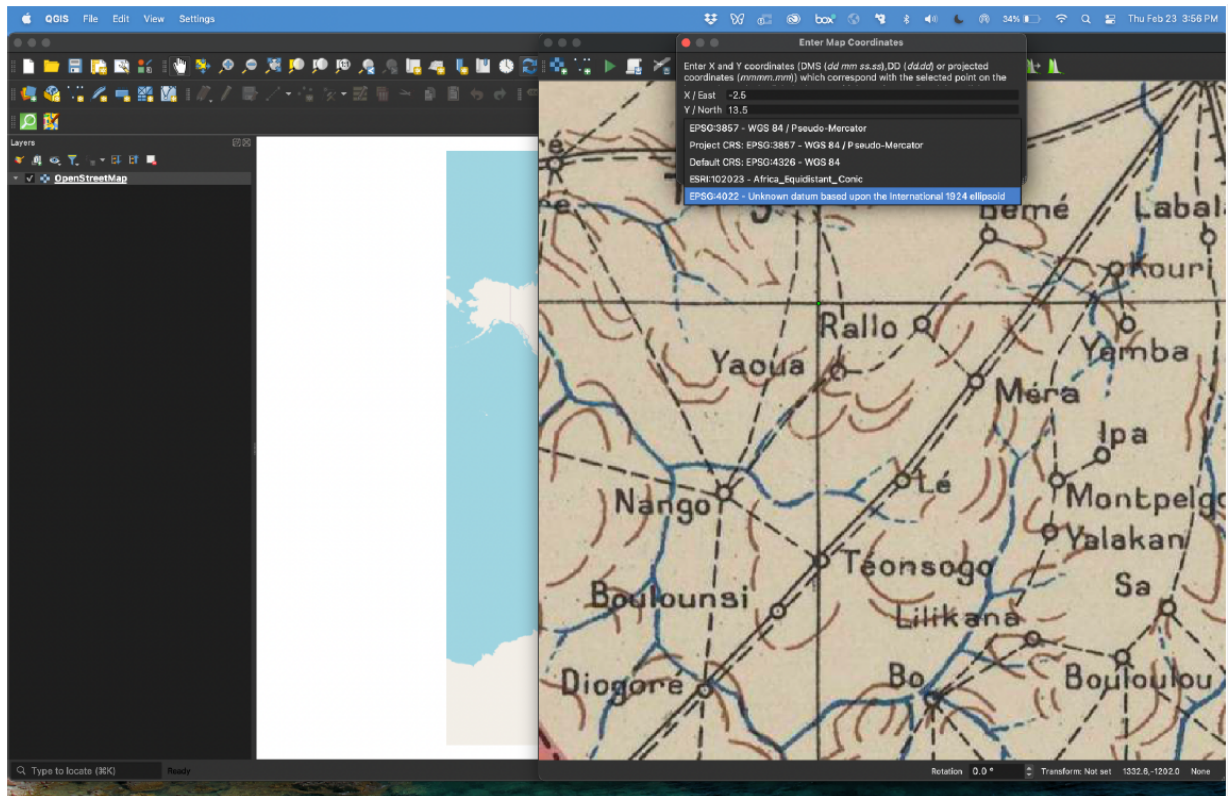 QGIS File Edit View Settings
box 34% Thu Feb 23 3:56 PM
Enter Map Coordinates
Enter X and Y coordinates (DMS (dd mm ss.ss),DD (dd.dd) or projected
coordinates (mmmm.mm)) which correspond with the selected point on the
X / East -2.5
Y / North 13.5
EPSG:3857 - WGS 84 / Pseudo-Mercator
Project CRS: EPSG:3857 - WGS 84 / Pseudo-Mercator
Default CRS: EPSG:4326 - WGS 84
ESRI:102023 - Africa_Equidistant_Conic
EPSG:4022 - Unknown datum based upon the International 1924 ellipsoid
Layers
OpenStreetMap
Bemé
Labal
Kouri
Rallo
Yemba
Yaoua
Méra
Ipa
Lé
Nango
Montpelgo
Yalakan
Téonsogo
Sa
Boulounsi
Lilikana
Diogoré
Bo
Bouloulou
Type to locate (⌘K) Ready
Rotation 0.0 ° Transform: Not set 1332.6,-1202.0 None